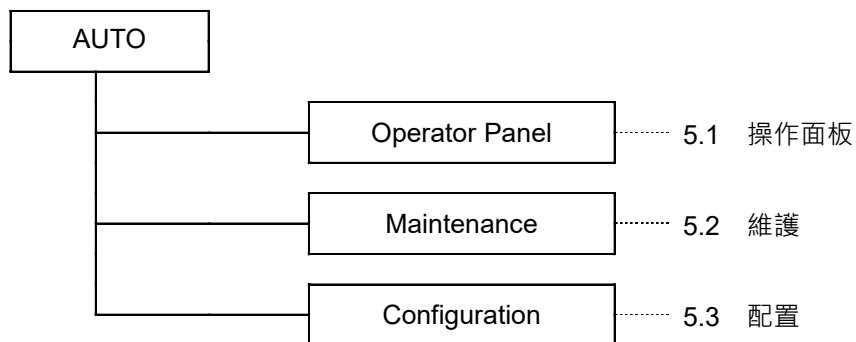 AUTO
Operator Panel 5.1 操作面板
Maintenance 5.2 維護
Configuration 5.3 配置